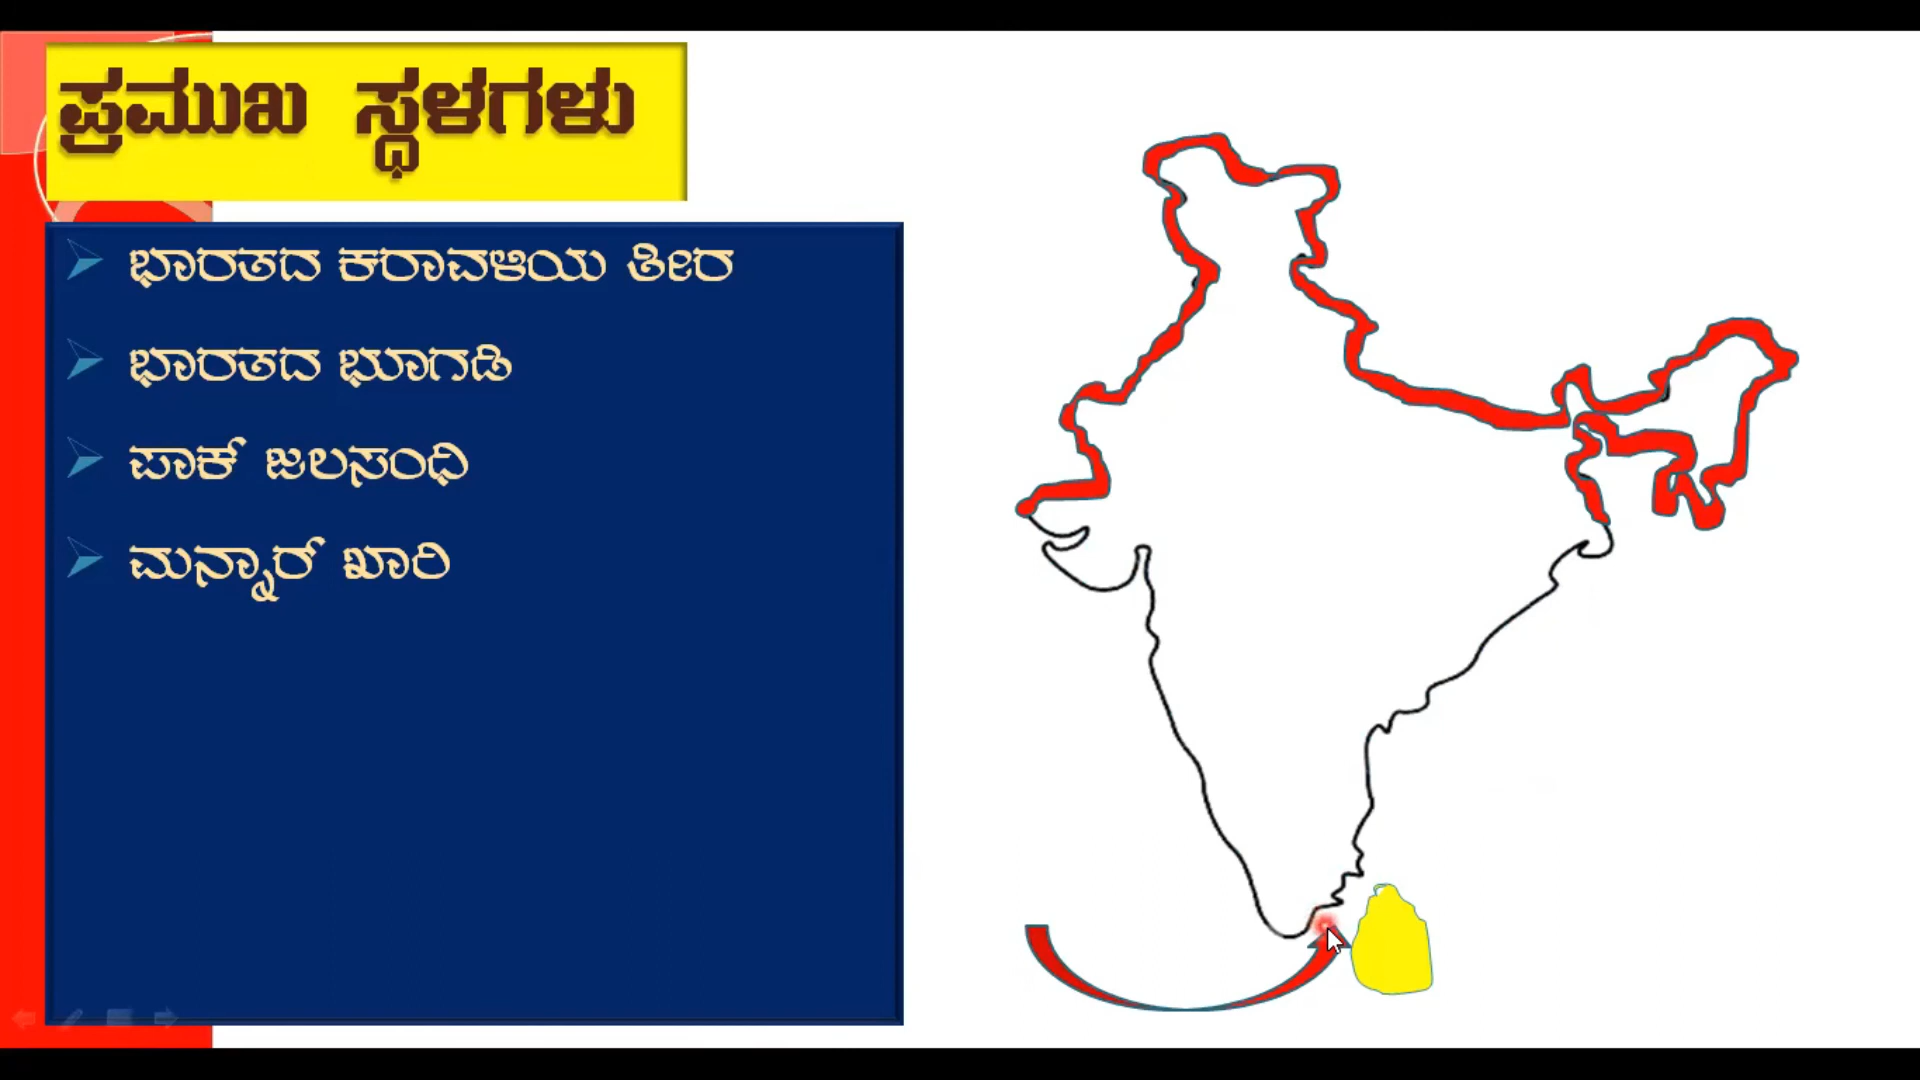 ಪ್ರಮುಖ ಸ್ಥಳಗಳು
ಭಾರತದ ಕರಾವಳಿಯ ತೀರ
ಭಾರತದ ಭೂಗಡಿ
ಪಾಕ್ ಜಲಸಂಧಿ
ಮನ್ನಾರ್ ಖಾರಿ